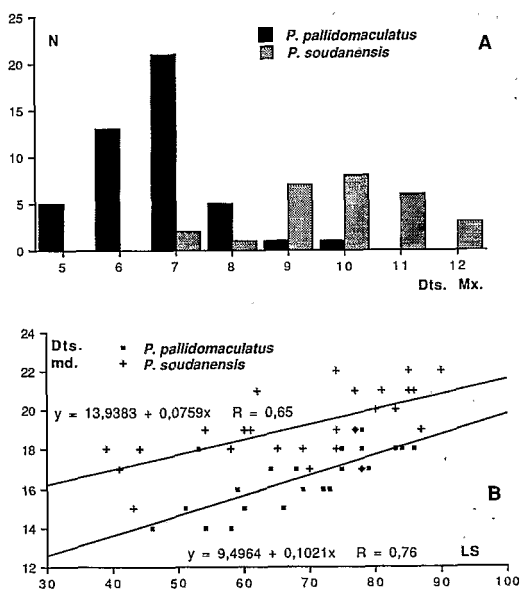 25
N
P. pallidomaculatus
A
P. soudanensis
20
15
10
5
0
5 6 7 8 9 10 11 12
Dts. Mx.
24
Dts.
P. pallidomaculatus
md.
P. soudanensis
22
y = 13,9383 + 0,0759x R = 0,65
20
18
16
B
14
y = 9,4964 + 0,1021x R = 0,76
LS
12
30 40 50 60 70 80 90 100